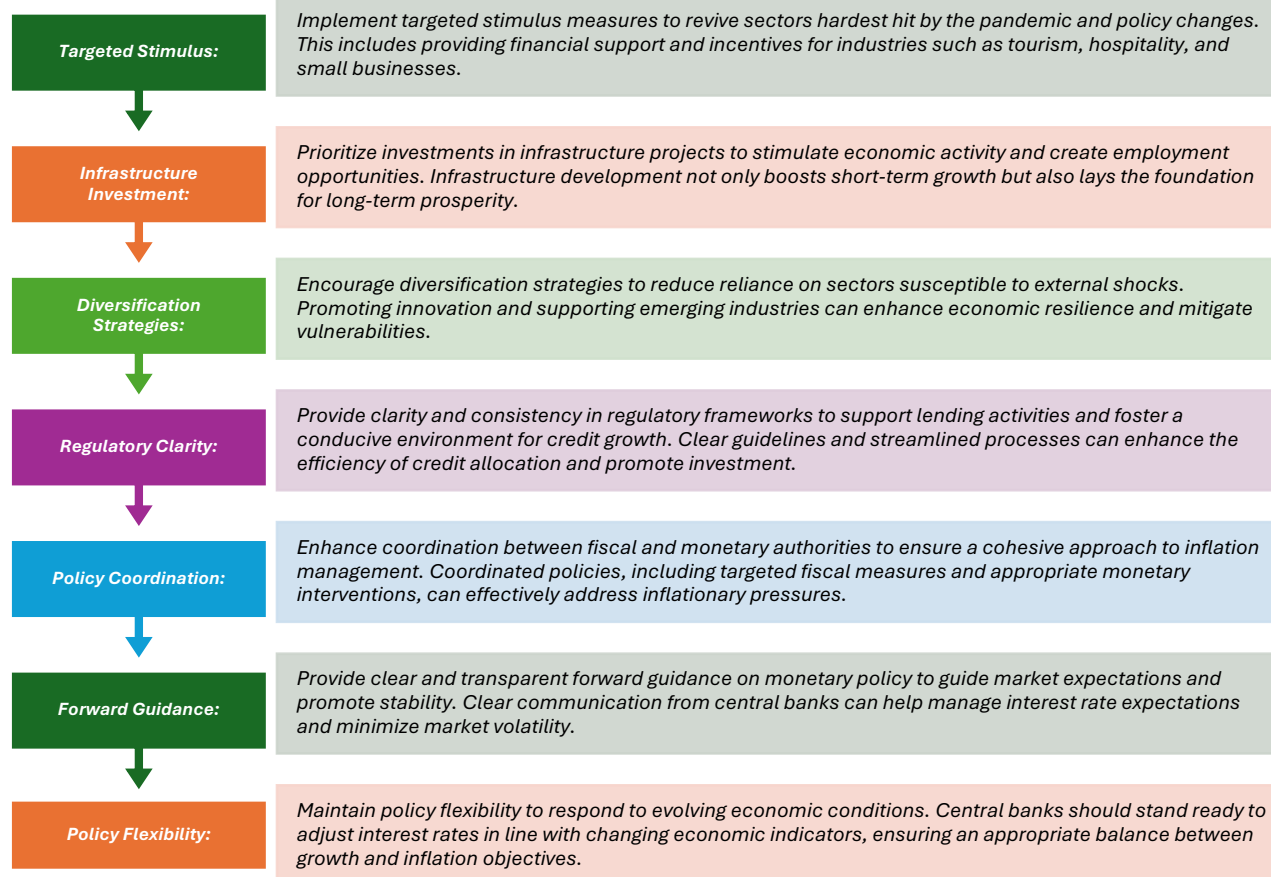 Targeted Stimulus:
Implement targeted stimulus measures to revive sectors hardest hit by the pandemic and policy changes.
This includes providing financial support and incentives for industries such as tourism, hospitality, and
small businesses.
Infrastructure
Investment:
Prioritize investments in infrastructure projects to stimulate economic activity and create employment
opportunities. Infrastructure development not only boosts short-term growth but also lays the foundation
for long-term prosperity.
Diversification
Strategies:
Encourage diversification strategies to reduce reliance on sectors susceptible to external shocks.
Promoting innovation and supporting emerging industries can enhance economic resilience and mitigate
vulnerabilities.
Regulatory Clarity:
Provide clarity and consistency in regulatory frameworks to support lending activities and foster a
conducive environment for credit growth. Clear guidelines and streamlined processes can enhance the
efficiency of credit allocation and promote investment.
Policy Coordination:
Enhance coordination between fiscal and monetary authorities to ensure a cohesive approach to inflation
management. Coordinated policies, including targeted fiscal measures and appropriate monetary
interventions, can effectively address inflationary pressures.
Forward Guidance:
Provide clear and transparent forward guidance on monetary policy to guide market expectations and
promote stability. Clear communication from central banks can help manage interest rate expectations
and minimize market volatility.
Policy Flexibility:
Maintain policy flexibility to respond to evolving economic conditions. Central banks should stand ready to
adjust interest rates in line with changing economic indicators, ensuring an appropriate balance between
growth and inflation objectives.